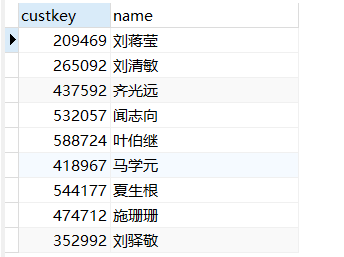 custkey name
209469 刘蒋莹
265092 刘清敏
437592 齐光远
532057 闻志向
588724 叶伯继
418967 马学元
544177 夏生根
474712 施珊珊
352992 刘驿敬